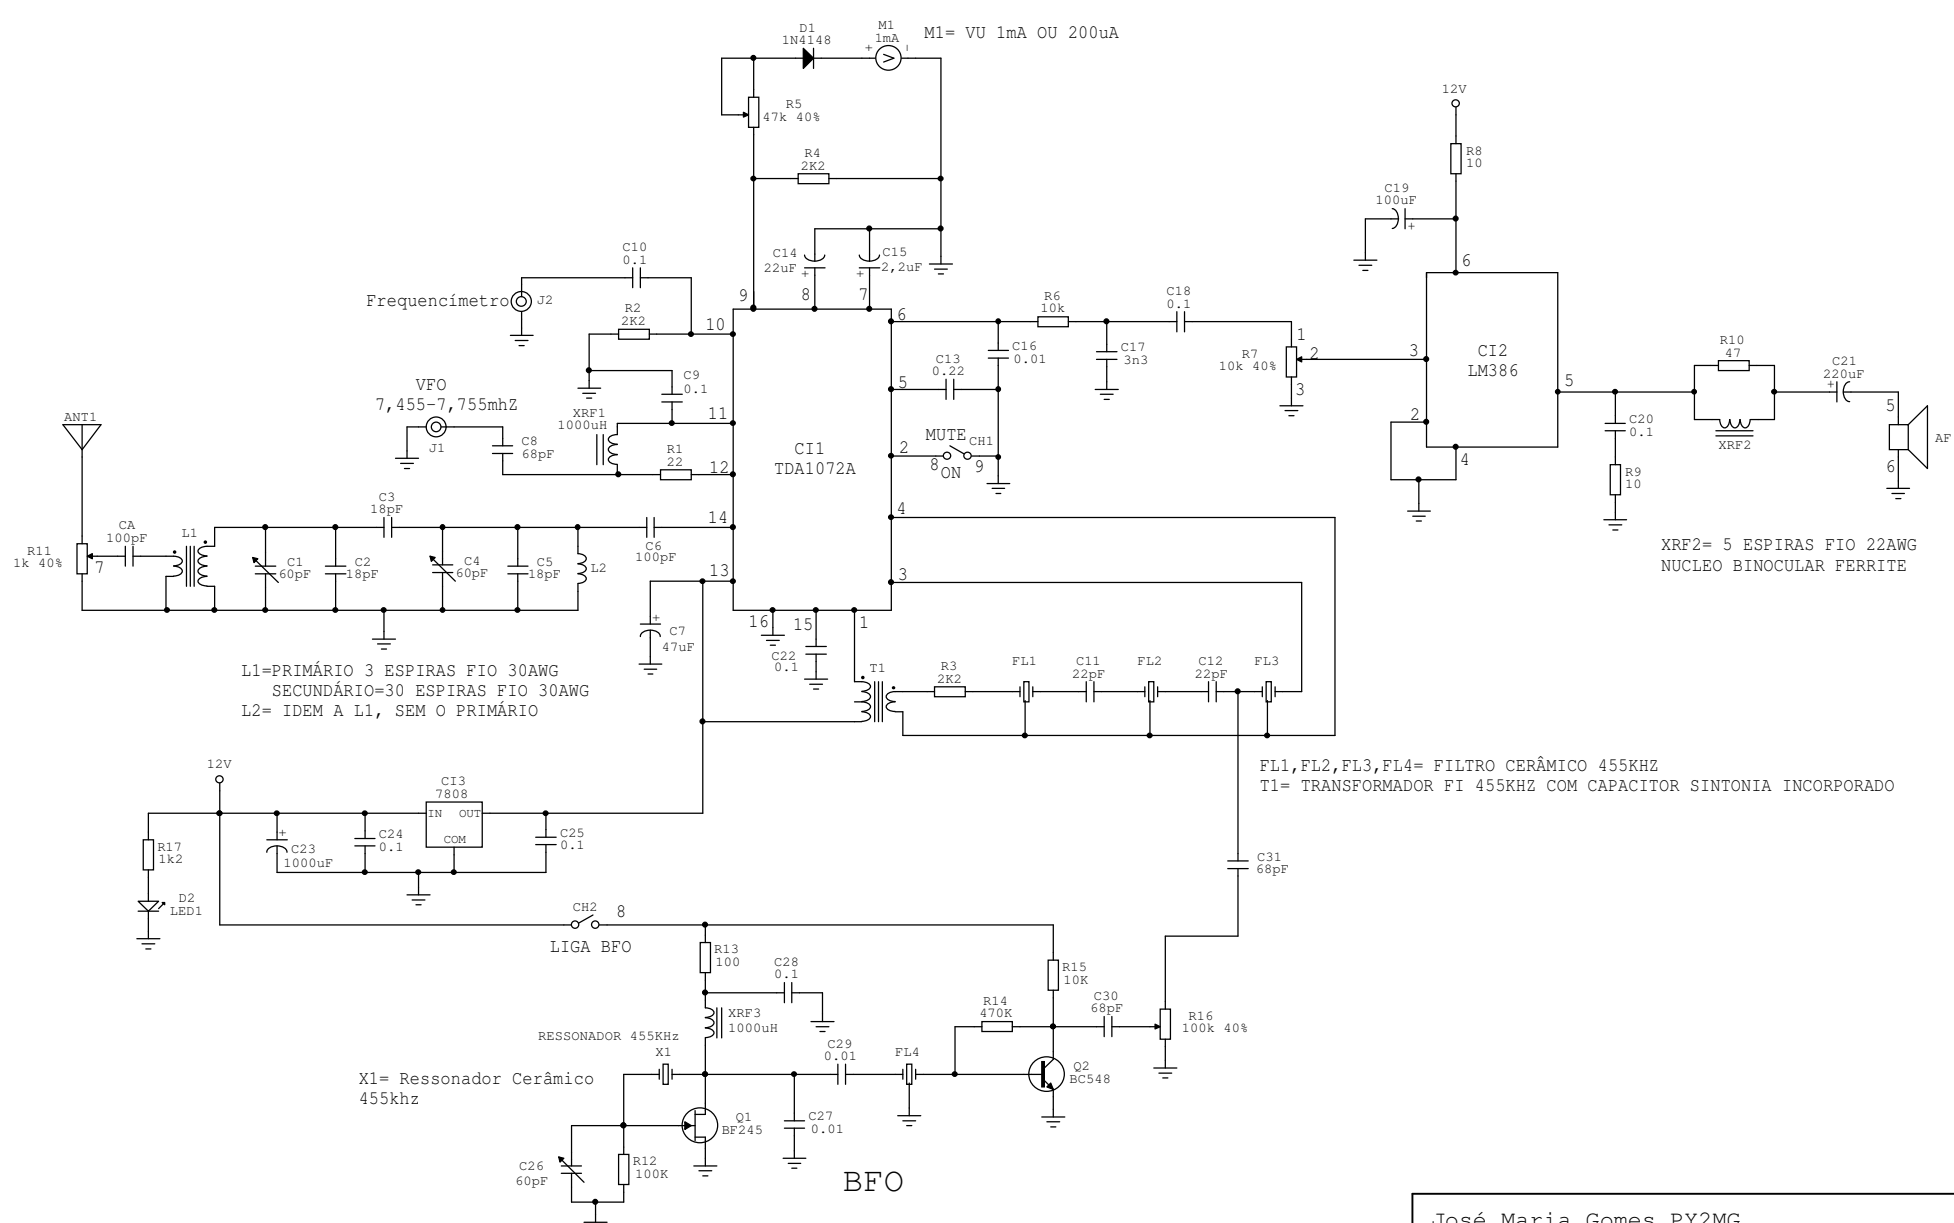 D1
1N4148
M1
1mA
+
M1= VU 1mA OU 200uA
R5
47k 40%
R4
2K2
12V
R8
10
C19
100uF
+
C10
0.1
Frequencímetro
J2
R2
2K2
C14
22uF
+
C15
2,2uF
+
9
8
7
10
6
R6
10k
C18
0.1
C16
0.01
C17
3n3
1
2
3
R7
10k 40%
6
3
CI2
LM386
5
2
4
R10
47
XRF2
C21
220uF
+
C20
0.1
R9
10
5
6
AF
VFO
7,455-7,755mhZ
J1
C9
0.1
XRF1
1000uH
C8
68pF
R1
22
11
12
CI1
TDA1072A
C13
0.22
5
MUTE
CH1
2
8
9
ON
4
3
ANT1
R11
1k 40%
7
CA
100pF
L1
C1
60pF
C2
18pF
C3
18pF
C4
60pF
C5
18pF
L2
C6
100pF
14
13
+
C7
47uF
16
15
1
C22
0.1
XRF2= 5 ESPIRAS FIO 22AWG
NUCLEO BINOCULAR FERRITE
L1=PRIMÁRIO 3 ESPIRAS FIO 30AWG
SECUNDÁRIO=30 ESPIRAS FIO 30AWG
L2= IDEM A L1, SEM O PRIMÁRIO
T1
R3
2K2
FL1
C11
22pF
FL2
C12
22pF
FL3
FL1,FL2,FL3,FL4= FILTRO CERÂMICO 455KHZ
T1= TRANSFORMADOR FI 455KHZ COM CAPACITOR SINTONIA INCORPORADO
12V
CI3
7808
IN
OUT
COM
R17
1k2
+
C23
1000uF
C24
0.1
C25
0.1
D2
LED1
C31
68pF
CH2
8
LIGA BFO
R13
100
C28
0.1
XRF3
1000uH
R15
10K
R14
470K
C30
68pF
R16
100k 40%
RESSONADOR 455KHz
X1
C29
0.01
FL4
Q2
BC548
X1= Ressonador Cerâmico
455khz
Q1
BF245
C27
0.01
C26
60pF
R12
100K
BFO
José Maria Gomes PY2MG